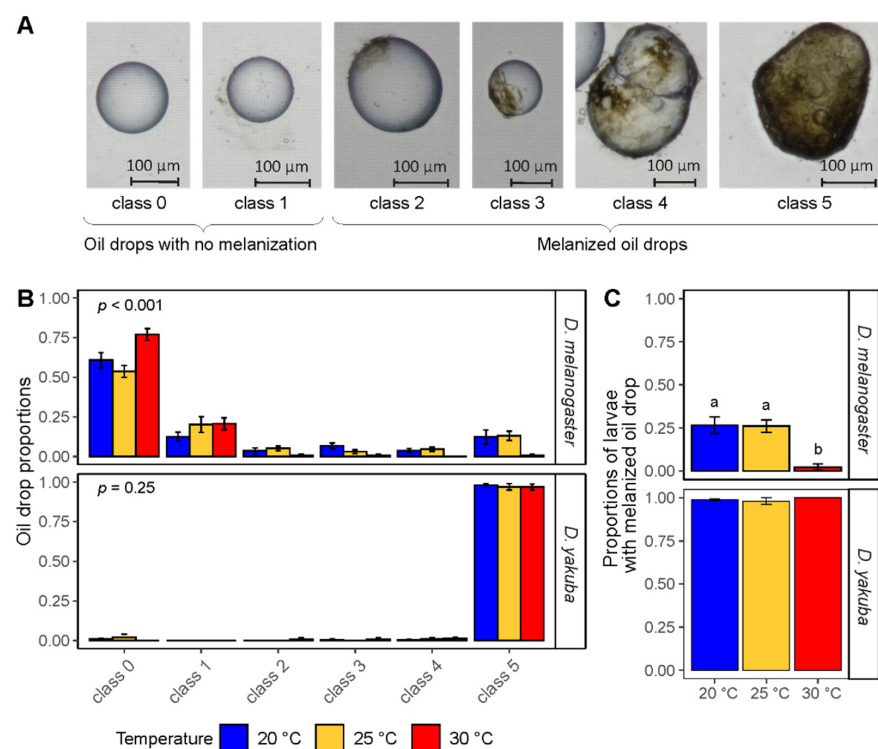 A
100 µm
100 µm
100 µm
100 µm
100 µm
100 µm
class 0
class 1
class 2
class 3
class 4
class 5
Oil drops with no melanization
Melanized oil drops
B
Oil drop proportions
1.00
0.75
0.50
0.25
0.00
p < 0.001
D. melanogaster
1.00
0.75
0.50
0.25
0.00
p = 0.25
D. yakuba
class 0
class 1
class 2
class 3
class 4
class 5
Temperature
20 °C
25 °C
30 °C
C
Proportions of larvae
with melanized oil drop
1.00
0.75
0.50
0.25
0.00
a
a
b
D. melanogaster
1.00
0.75
0.50
0.25
0.00
D. yakuba
20 °C
25 °C
30 °C